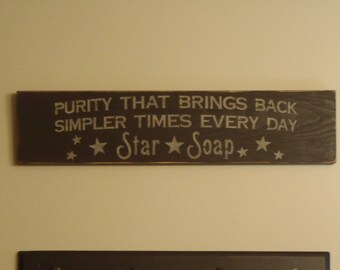 PURITY THAT BRINGS BACK
SIMPLER TIMES EVERY DAY
Star Soap